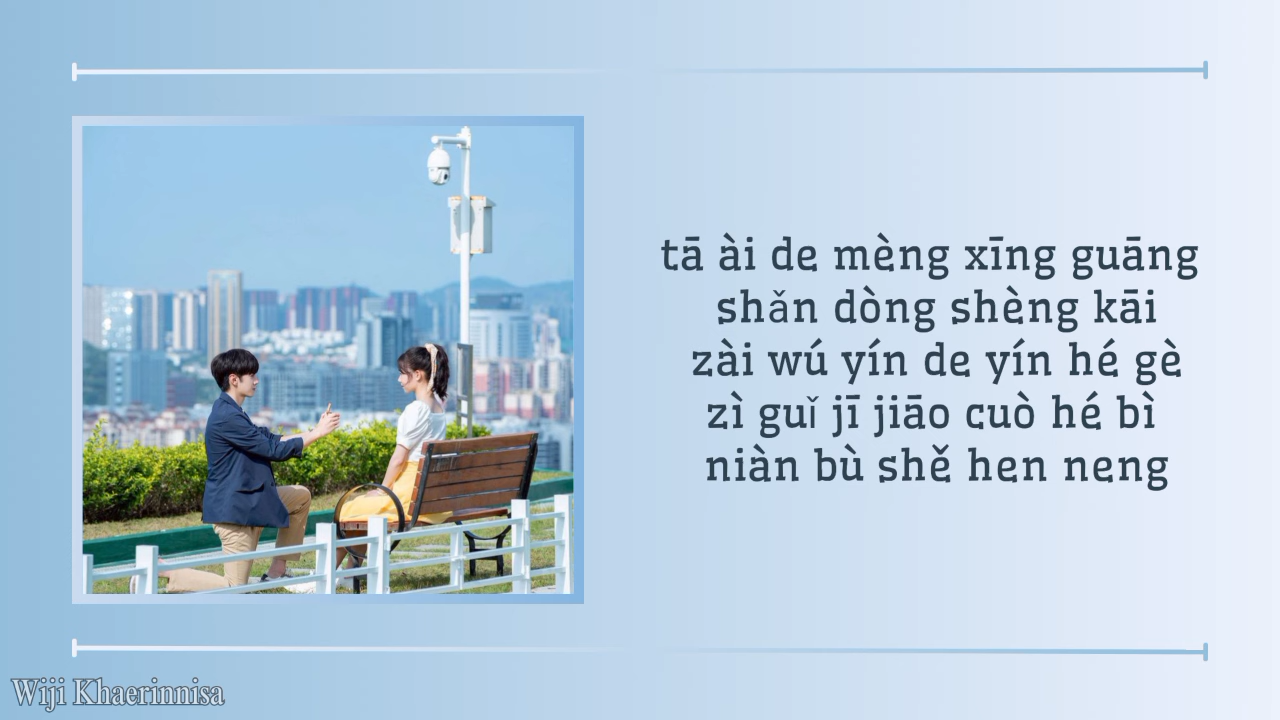 tā ài de mèng xīng guāng
shǎn dòng shèng kāi
zài wú yín de yín hé gè
zì guǐ jī jiāo cuò hé bì
niàn bù shě hen neng
Wiji Khaerinnisa